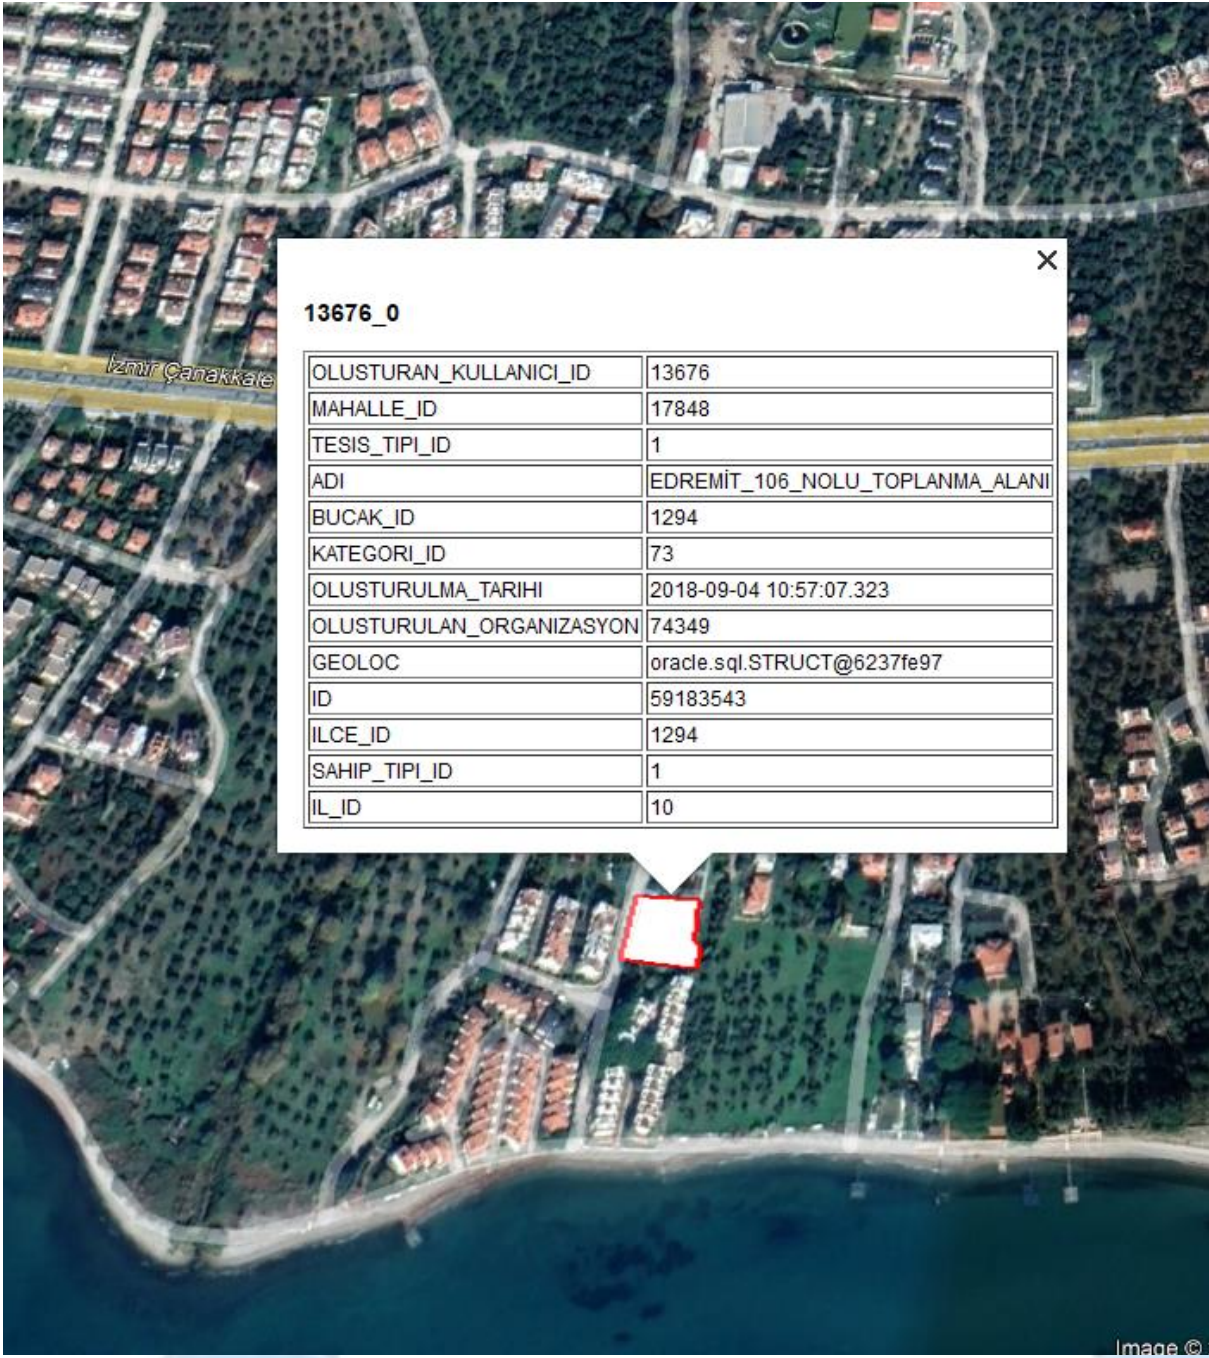 İzmir Çanakkale
13676_0
OLUSTURAN_KULLANICI_ID 13676
MAHALLE_ID 17848
TESIS_TIPI_ID 1
ADI EDREMİT_106_NOLU_TOPLANMA_ALANI
BUCAK_ID 1294
KATEGORI_ID 73
OLUSTURULMA_TARIHI 2018-09-04 10:57:07.323
OLUSTURULAN_ORGANIZASYON 74349
GEOLOC oracle.sql.STRUCT@6237fe97
ID 59183543
ILCE_ID 1294
SAHIP_TIPI_ID 1
IL_ID 10
Image ©